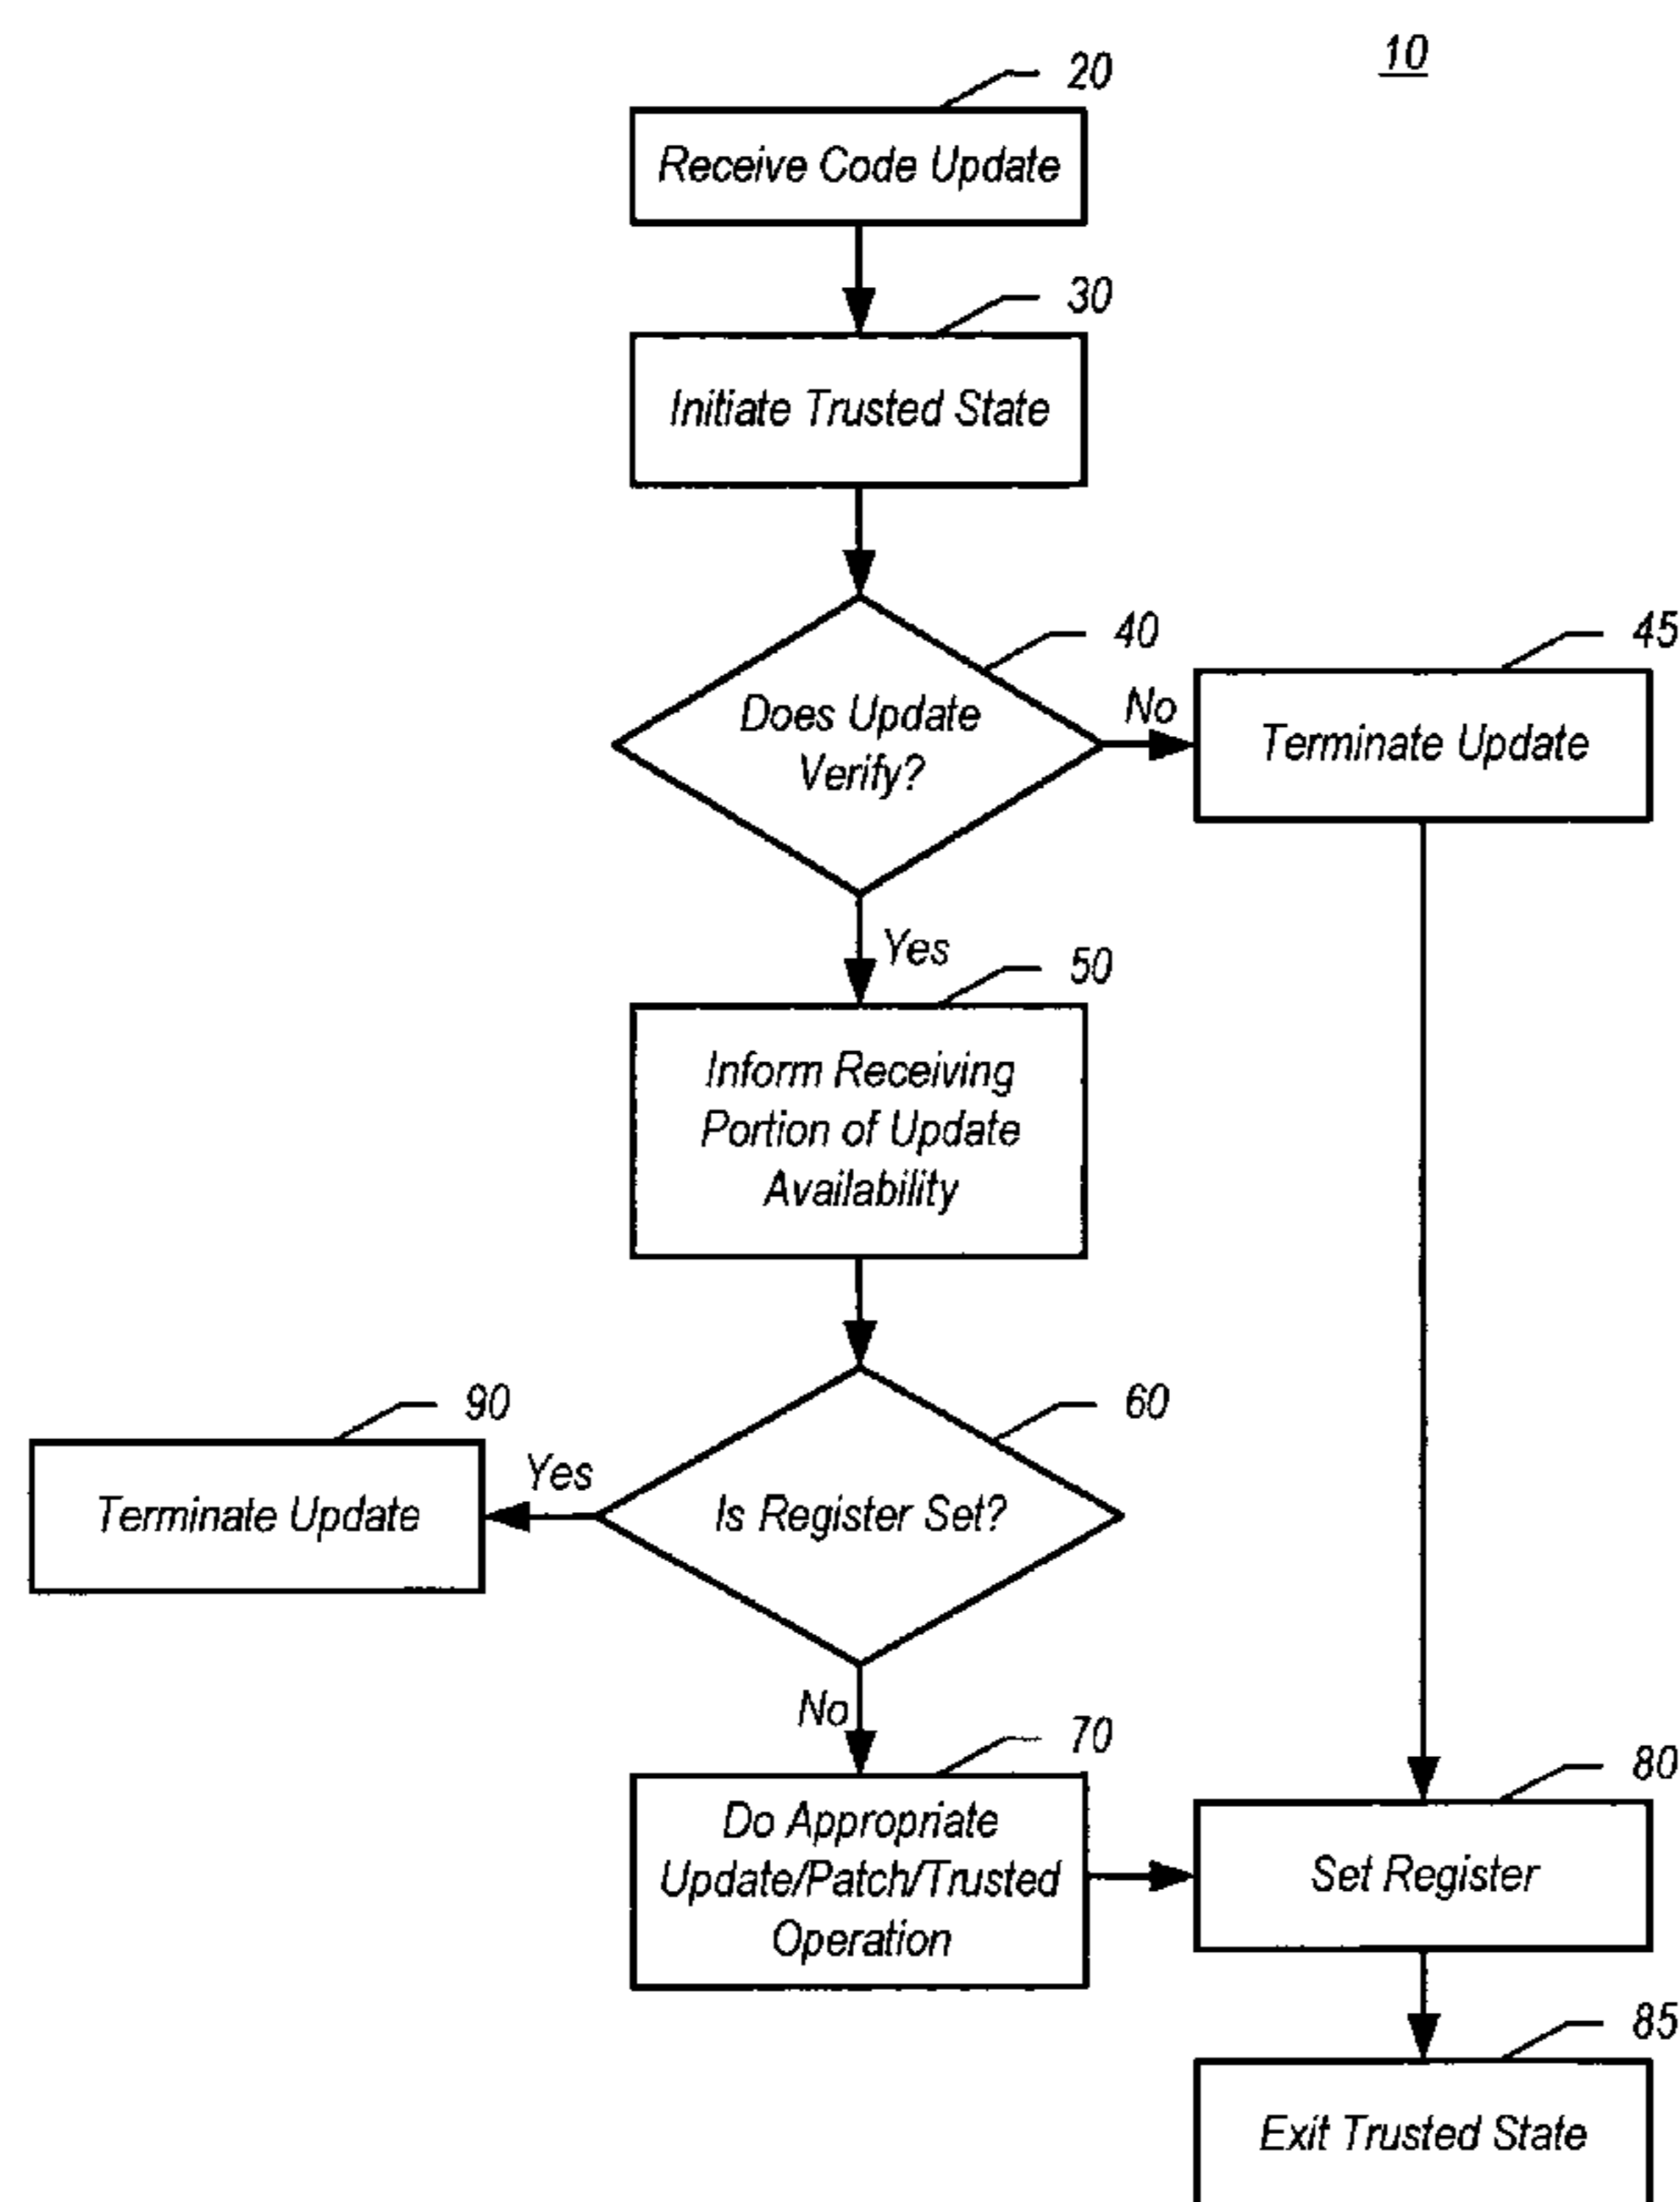 10
20
Receive Code Update
30
Initiate Trusted State
40
Does Update
Verify?
No
45
Terminate Update
Yes
50
Inform Receiving
Portion of Update
Availability
90
Terminate Update
Yes
60
Is Register Set?
No
70
Do Appropriate
Update/Patch/Trusted
Operation
80
Set Register
85
Exit Trusted State